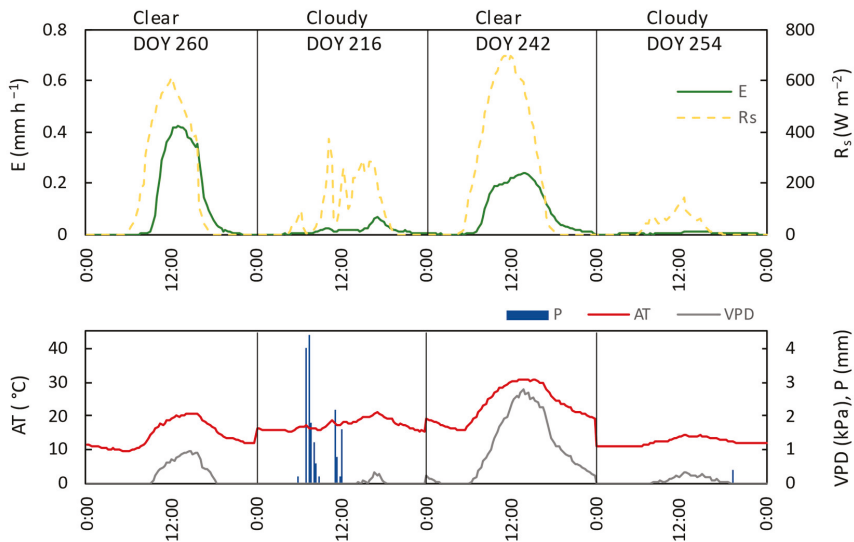 Clear Cloudy Clear Cloudy
DOY 260 DOY 216 DOY 242 DOY 254
E (mm h⁻¹)
0.8
0.6
0.4
0.2
0
800
600
400
200
0
Rₛ (W m⁻²)
E
Rs
0:00 12:00 0:00 12:00 0:00 12:00 0:00 12:00 0:00
P AT VPD
AT ( °C)
40
30
20
10
0
4
3
2
1
0
VPD (kPa), P (mm)
0:00 12:00 0:00 12:00 0:00 12:00 0:00 12:00 0:00